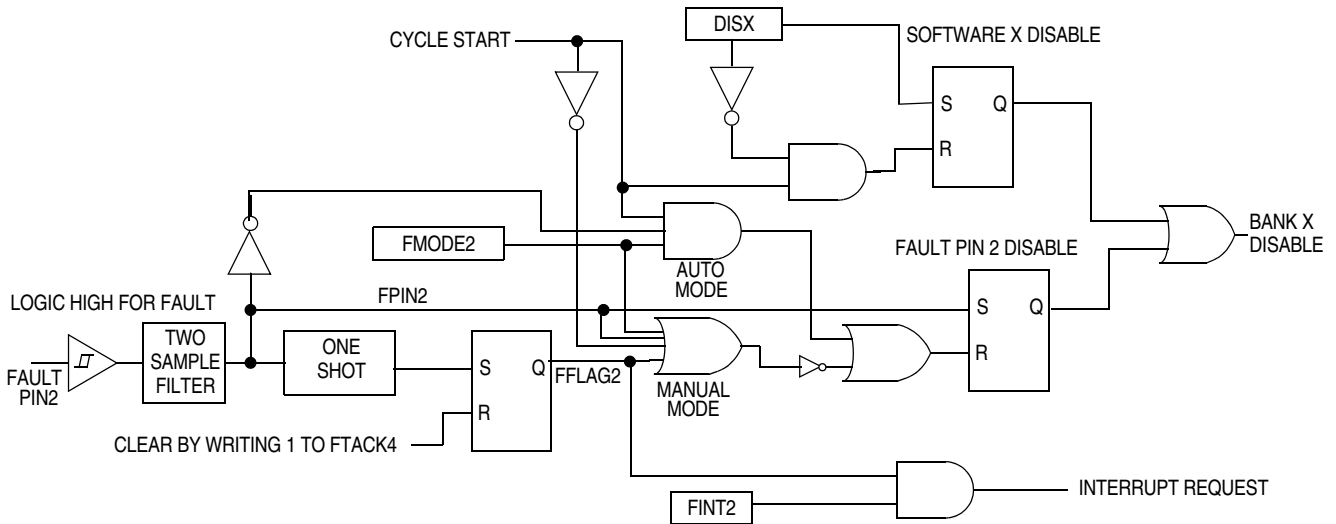 DISX
CYCLE START
SOFTWARE X DISABLE
S
Q
R
BANK X
DISABLE
FMODE2
FAULT PIN 2 DISABLE
AUTO
MODE
LOGIC HIGH FOR FAULT
FPIN2
S
Q
R
TWO
SAMPLE
FILTER
ONE
SHOT
FAULT
PIN2
S
Q
R
FFLAG2
MANUAL
MODE
CLEAR BY WRITING 1 TO FTACK4
FINT2
INTERRUPT REQUEST